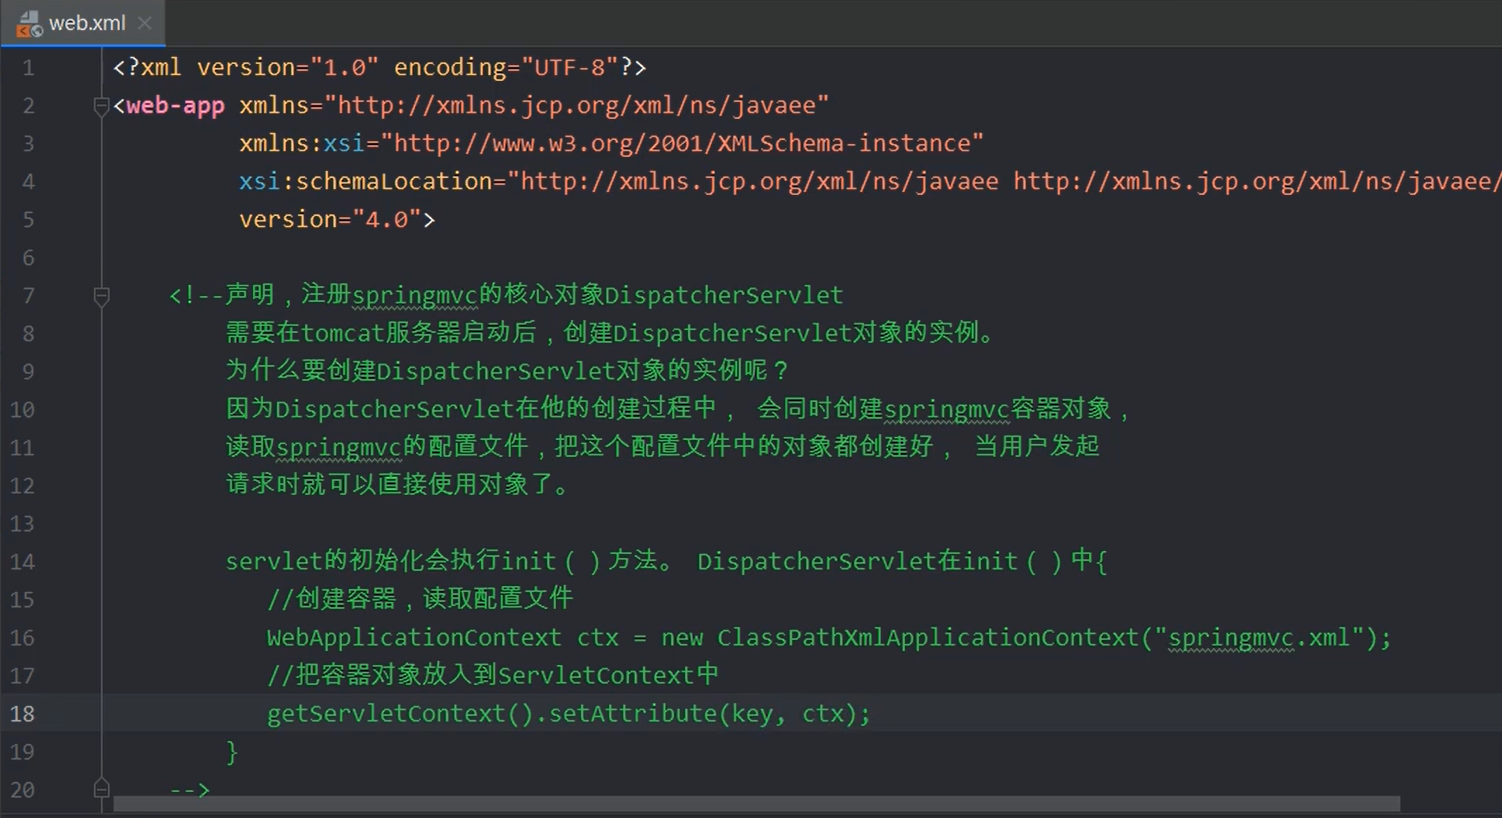 web.xml
1 <?xml version="1.0" encoding="UTF-8"?>
2 <web-app xmlns="http://xmlns.jcp.org/xml/ns/javaee"
3 xmlns:xsi="http://www.w3.org/2001/XMLSchema-instance"
4 xsi:schemaLocation="http://xmlns.jcp.org/xml/ns/javaee http://xmlns.jcp.org/xml/ns/javaee/
5 version="4.0">
6
7 <!--声明，注册springmvc的核心对象DispatcherServlet
8 需要在tomcat服务器启动后，创建DispatcherServlet对象的实例。
9 为什么要创建DispatcherServlet对象的实例呢？
10 因为DispatcherServlet在他的创建过程中， 会同时创建springmvc容器对象，
11 读取springmvc的配置文件，把这个配置文件中的对象都创建好， 当用户发起
12 请求时就可以直接使用对象了。
13
14 servlet的初始化会执行init（）方法。 DispatcherServlet在init（）中{
15 //创建容器，读取配置文件
16 WebApplicationContext ctx = new ClassPathXmlApplicationContext("springmvc.xml");
17 //把容器对象放入到ServletContext中
18 getServletContext().setAttribute(key, ctx);
19 }
20 -->